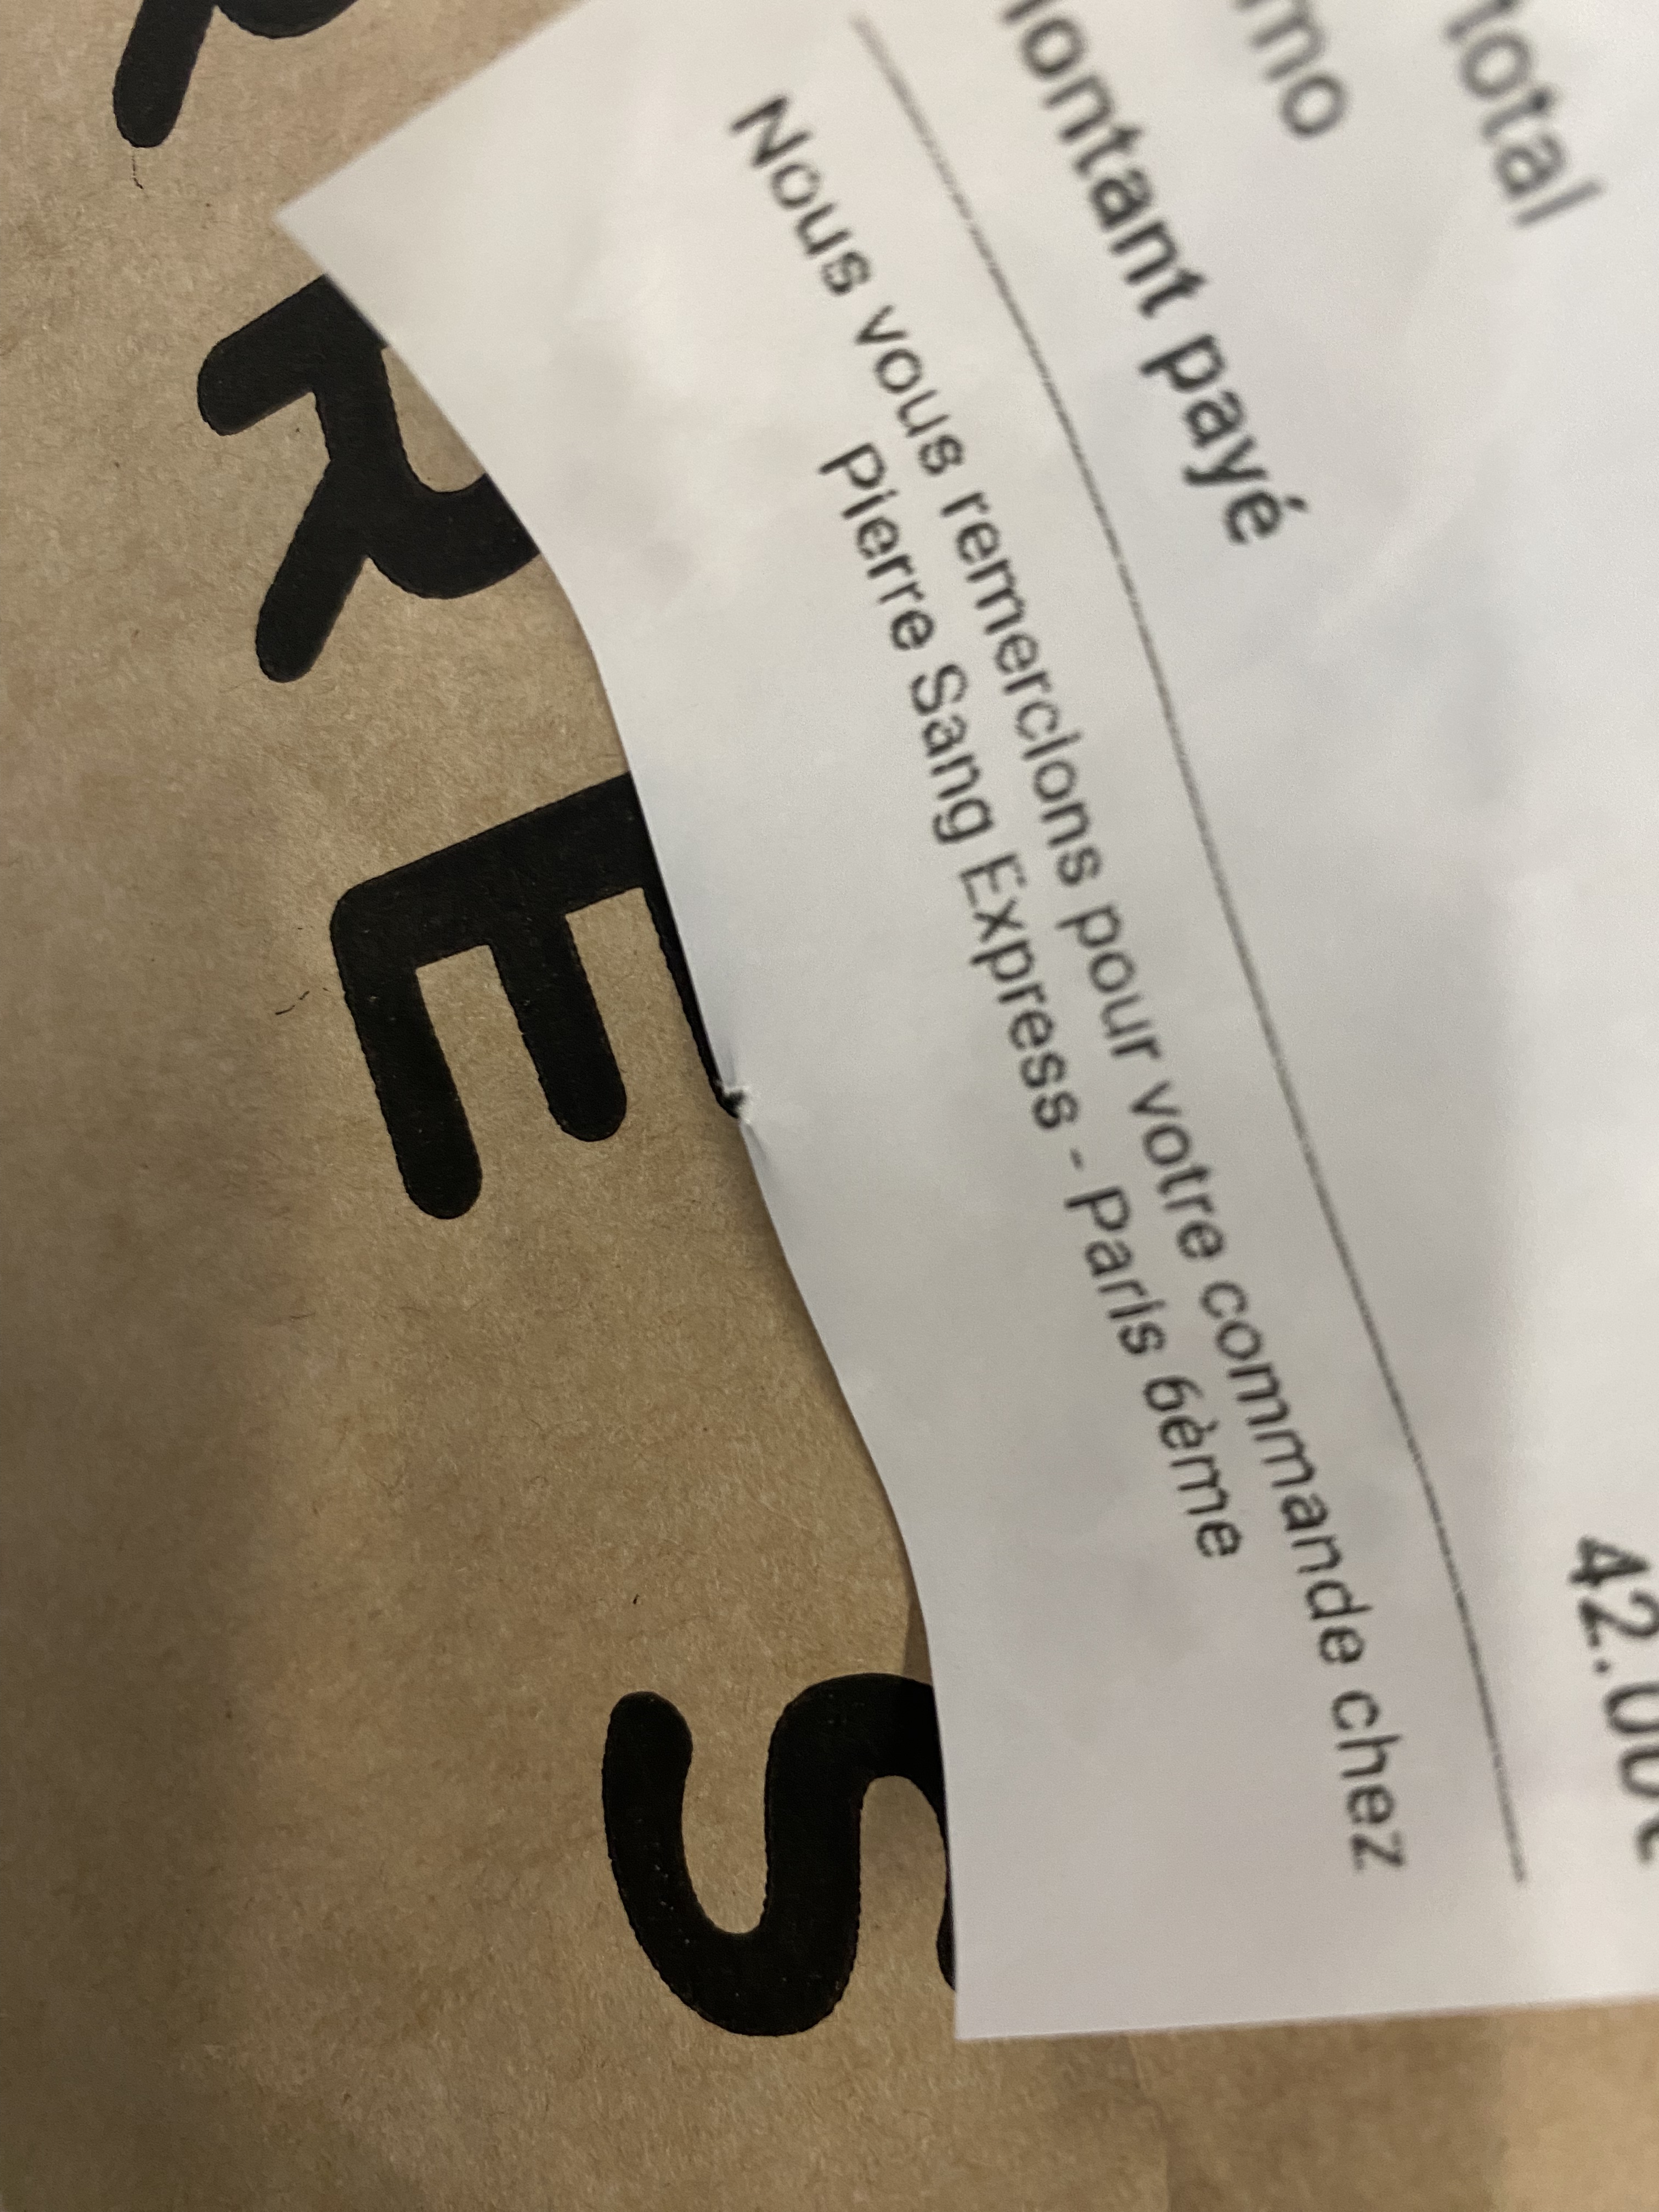 total
42.00€
montant payé
Nous vous remercions pour votre commande chez
Pierre Sang Express - Paris 6ème
R
R E S